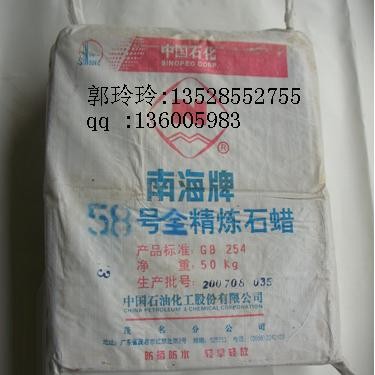 中国石化
SINOPEC CORP.
郭玲玲:13528552755
qq :136005983
®
南海牌
58号全精炼石蜡
产品标准: GB 254
净 重: 50 Kg
生产批号: 200708 035
3
中国石油化工股份有限公司
CHINA PETROLEUM & CHEMICAL CORPORATION
茂名分公司
防晒防水 轻拿轻放